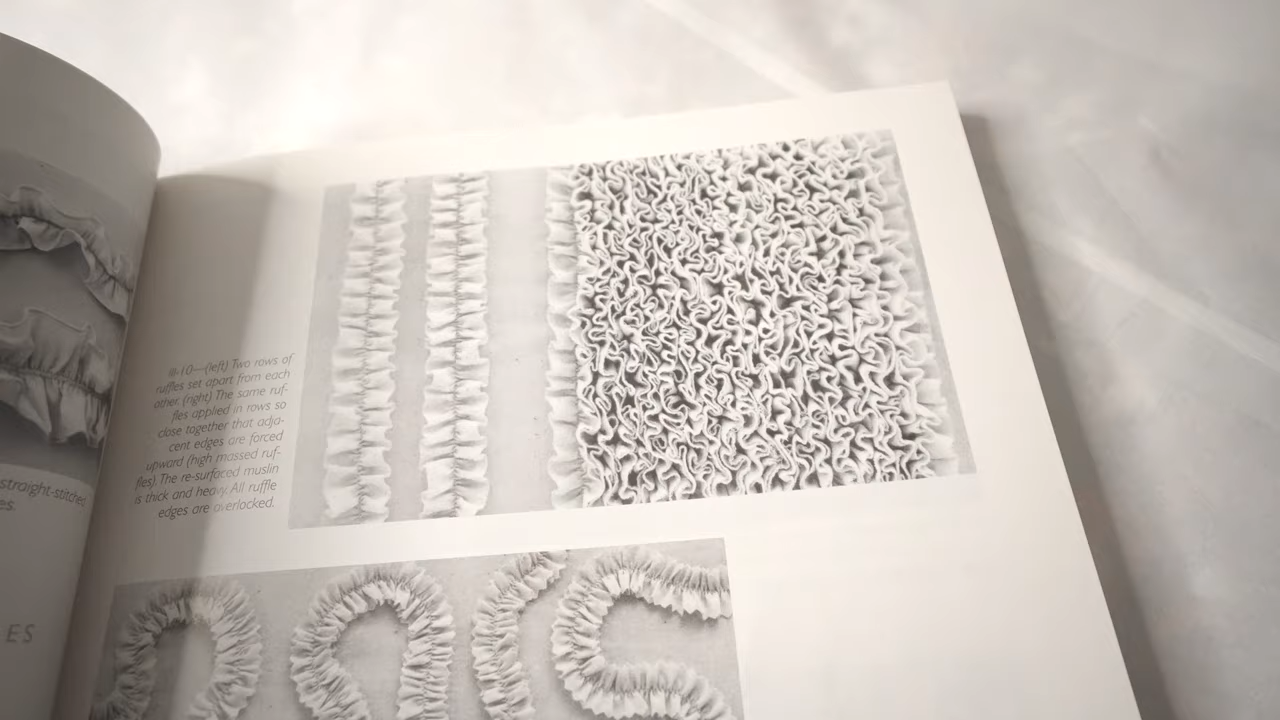 straight-stitched
es.
ES
III-10—(left) Two rows of
ruffles set apart from each
other. (right) The same ruf-
fles applied in rows so
close together that adja-
cent edges are forced
upward (high massed ruf-
fles). The re-surfaced muslin
is thick and heavy. All ruffle
edges are overlocked.